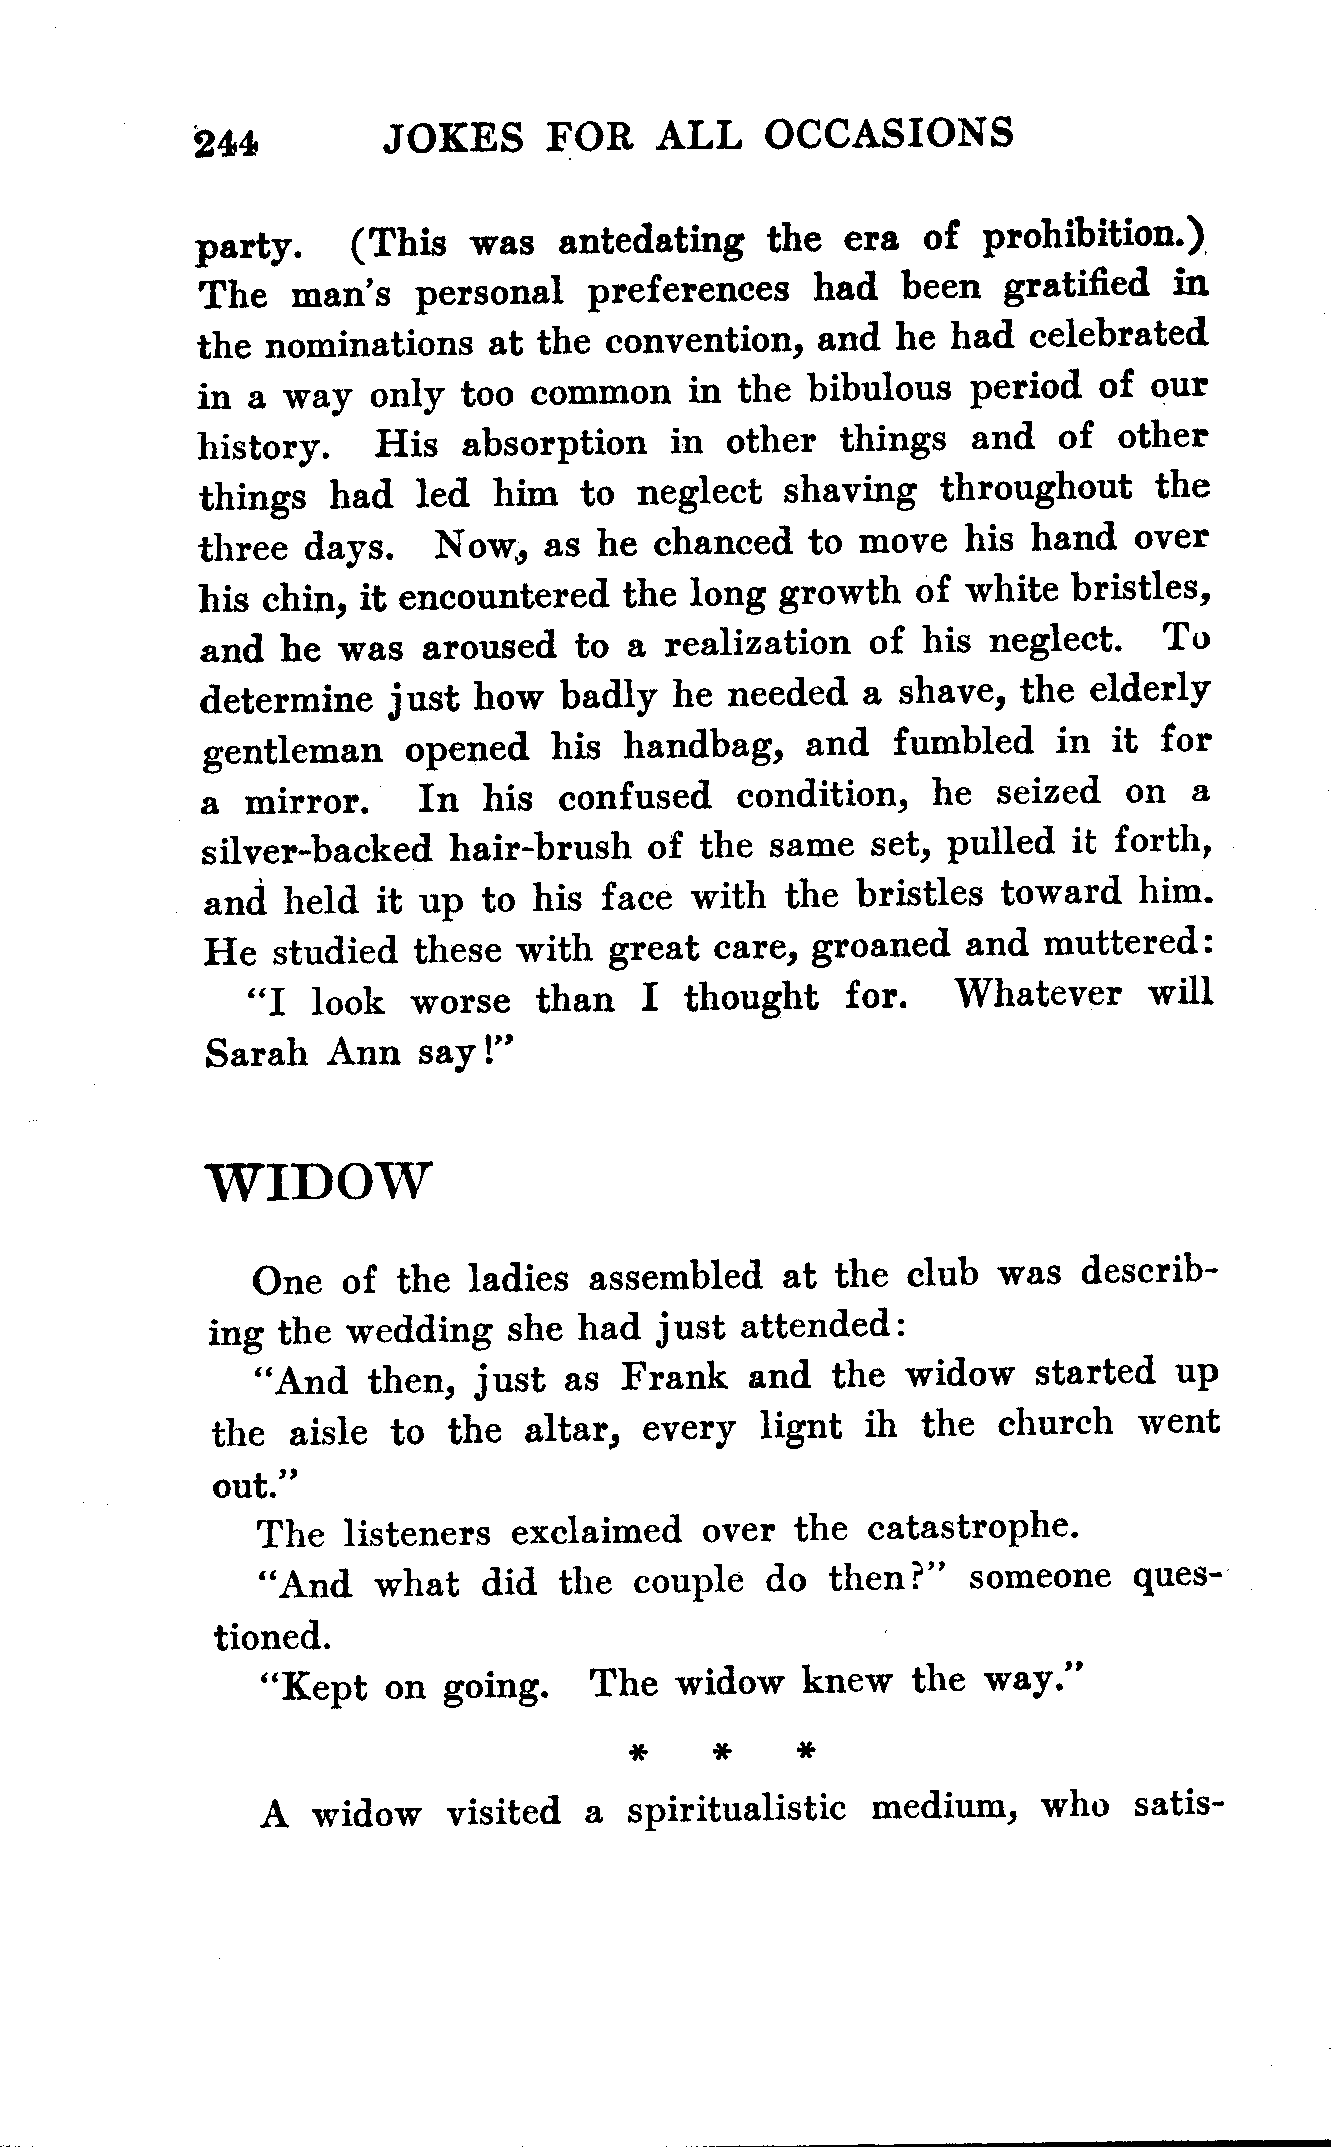 244 JOKES FOR ALL OCCASIONS
party. (This was antedating the era of prohibition.)
The man's personal preferences had been gratified in
the nominations at the convention, and he had celebrated
in a way only too common in the bibulous period of our
history. His absorption in other things and of other
things had led him to neglect shaving throughout the
three days. Now, as he chanced to move his hand over
his chin, it encountered the long growth of white bristles,
and he was aroused to a realization of his neglect. To
determine just how badly he needed a shave, the elderly
gentleman opened his handbag, and fumbled in it for
a mirror. In his confused condition, he seized on a
silver-backed hair-brush of the same set, pulled it forth,
and held it up to his face with the bristles toward him.
He studied these with great care, groaned and muttered:
"I look worse than I thought for. Whatever will
Sarah Ann say!"
WIDOW
One of the ladies assembled at the club was describ-
ing the wedding she had just attended:
"And then, just as Frank and the widow started up
the aisle to the altar, every lignt ih the church went
out."
The listeners exclaimed over the catastrophe.
"And what did the couple do then?" someone ques-
tioned.
"Kept on going. The widow knew the way."
* * *
A widow visited a spiritualistic medium, who satis-